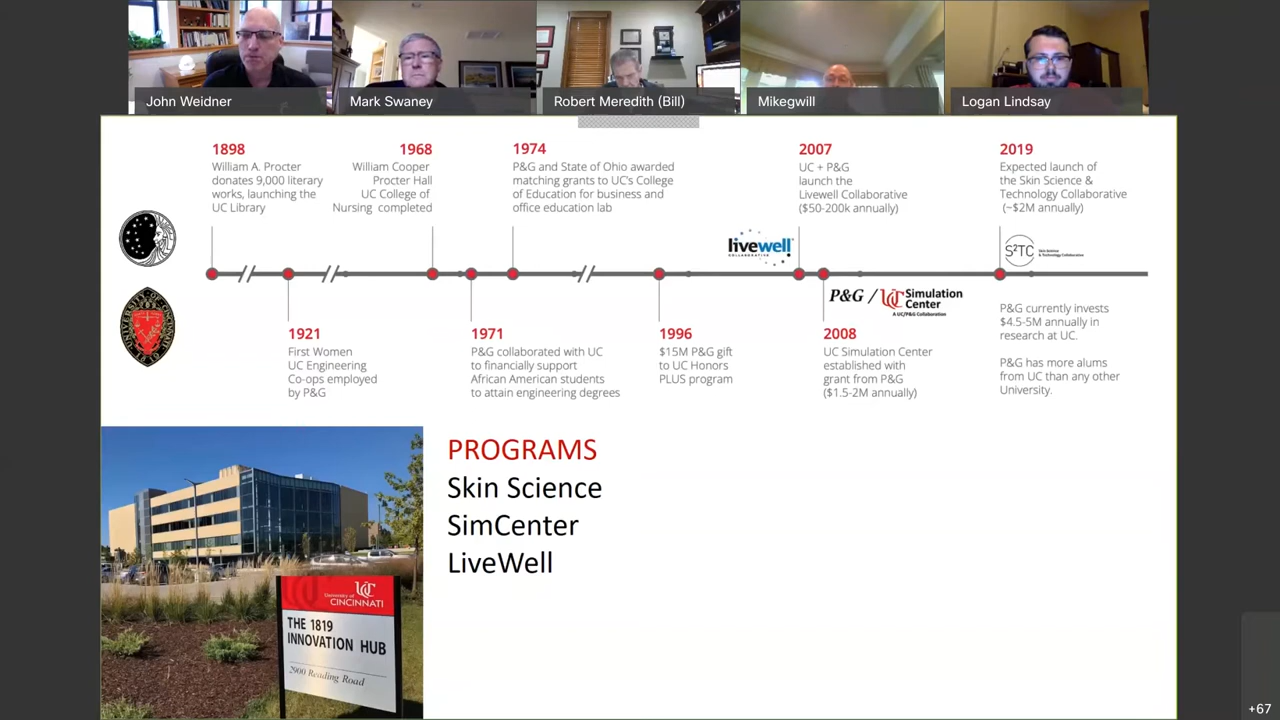 John Weidner
Mark Swaney
Robert Meredith (Bill)
Mikegwill
Logan Lindsay
1898
William A. Procter
donates 9,000 literary
works, launching the
UC Library
1968
William Cooper
Procter Hall
UC College of
Nursing completed
1974
P&G and State of Ohio awarded
matching grants to UC's College
of Education for business and
office education lab
2007
UC + P&G
launch the
Livewell Collaborative
($50-200k annually)
2019
Expected launch of
the Skin Science &
Technology Collaborative
(~$2M annually)
livewell
COLLABORATIVE
S²TC
Skin Science
& Technology Collaborative
P&G / UC Simulation
Center
A UC/P&G Collaboration
1921
First Women
UC Engineering
Co-ops employed
by P&G
1971
P&G collaborated with UC
to financially support
African American students
to attain engineering degrees
1996
$15M P&G gift
to UC Honors
PLUS program
2008
UC Simulation Center
established with
grant from P&G
($1.5-2M annually)
P&G currently invests
$4.5-5M annually in
research at UC.
P&G has more alums
from UC than any other
University.
PROGRAMS
Skin Science
SimCenter
LiveWell
University of
CINCINNATI
UC
THE 1819
INNOVATION HUB
2900 Reading Road
+67